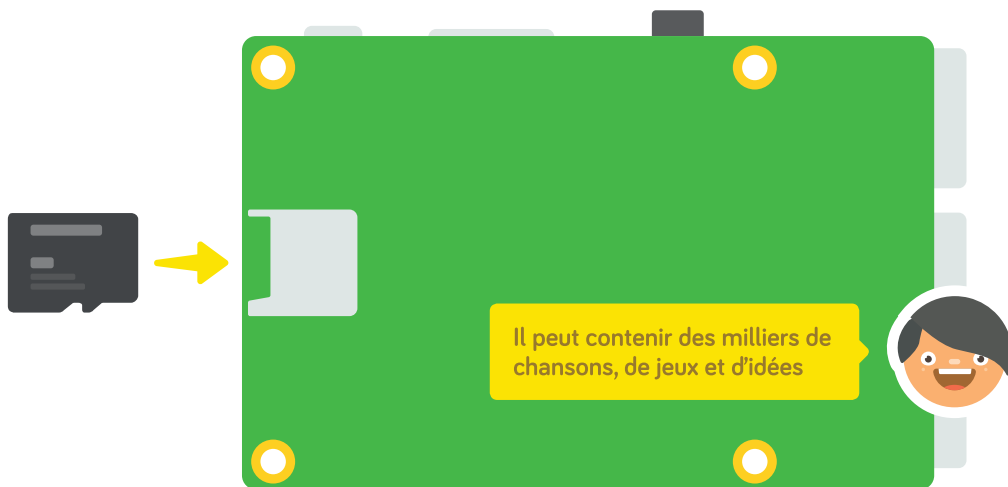 Il peut contenir des milliers de
chansons, de jeux et d'idées